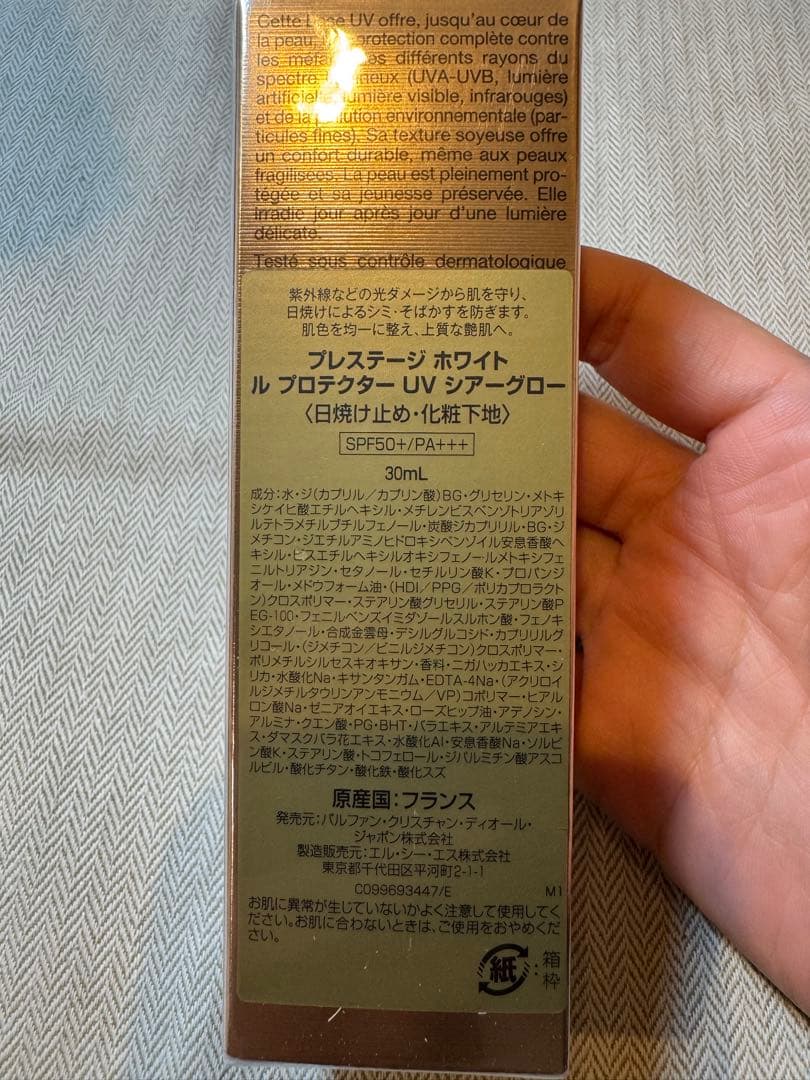 Cette Base UV offre, jusqu'au cœur de
la peau, protection complète contre
les différents rayons du
spectre (UVA-UVB, lumière
lumière visible, infrarouges)
et de la pollution environnementale (par-
ticules fines). Sa texture soyeuse offre
un confort durable, même aux peaux
fragilisées. La peau est pleinement pro-
tégée et sa jeunesse préservée. Elle
irradie jour après jour d'une lumière
délicate.
Testé sous contrôle dermatologique
紫外線などの光ダメージから肌を守り、
日焼けによるシミ・そばかすを防ぎます。
肌色を均一に整え、上質な艶肌へ。
プレステージ ホワイト
ル プロテクター UV シアーグロー
〈日焼け止め・化粧下地〉
SPF50+/PA+++
30mL
成分:水・ジ(カプリル/カプリン酸)BG・グリセリン・メトキ
シケイヒ酸エチルヘキシル・メチレンビスベンゾトリアゾリ
ルテトラメチルブチルフェノール・炭酸ジカプリリル・BG・ジ
メチコン・ジエチルアミノヒドロキシベンゾイル安息香酸ヘ
キシル・ビスエチルヘキシルオキシフェノールメトキシフェ
ニルトリアジン・セタノール・セチルリン酸K・プロパンジ
オール・メドウフォーム油・(HDI/PPG/ポリカプロラクト
ン)クロスポリマー・ステアリン酸グリセリル・ステアリン酸P
EG-100・フェニルベンズイミダゾールスルホン酸・フェノキ
シエタノール・合成金雲母・デシルグルコシド・カプリリルグ
リコール・(ジメチコン/ビニルジメチコン)クロスポリマー・
ポリメチルシルセスキオキサン・香料・ニガハッカエキス・シ
リカ・水酸化Na・キサンタンガム・EDTA-4Na・(アクリロイ
ルジメチルタウリンアンモニウム/VP)コポリマー・ヒアル
ロン酸Na・ゼニアオイエキス・ローズヒップ油・アデノシン・
アルミナ・クエン酸・PG・BHT・バラエキス・アルテミアエキ
ス・ダマスクバラ花エキス・水酸化Al・安息香酸Na・ソルビ
ン酸K・ステアリン酸・トコフェロール・ジパルミチン酸アスコ
ルビル・酸化チタン・酸化鉄・酸化スズ
原産国:フランス
発売元:パルファン・クリスチャン・ディオール・
ジャポン株式会社
製造販売元:エル・シー・エス株式会社
東京都千代田区平河町2-1-1
C099693447/E M1
お肌に異常が生じていないかよく注意して使用してく
ださい。お肌に合わないときは、ご使用をおやめくだ
さい。
紙:箱
枠